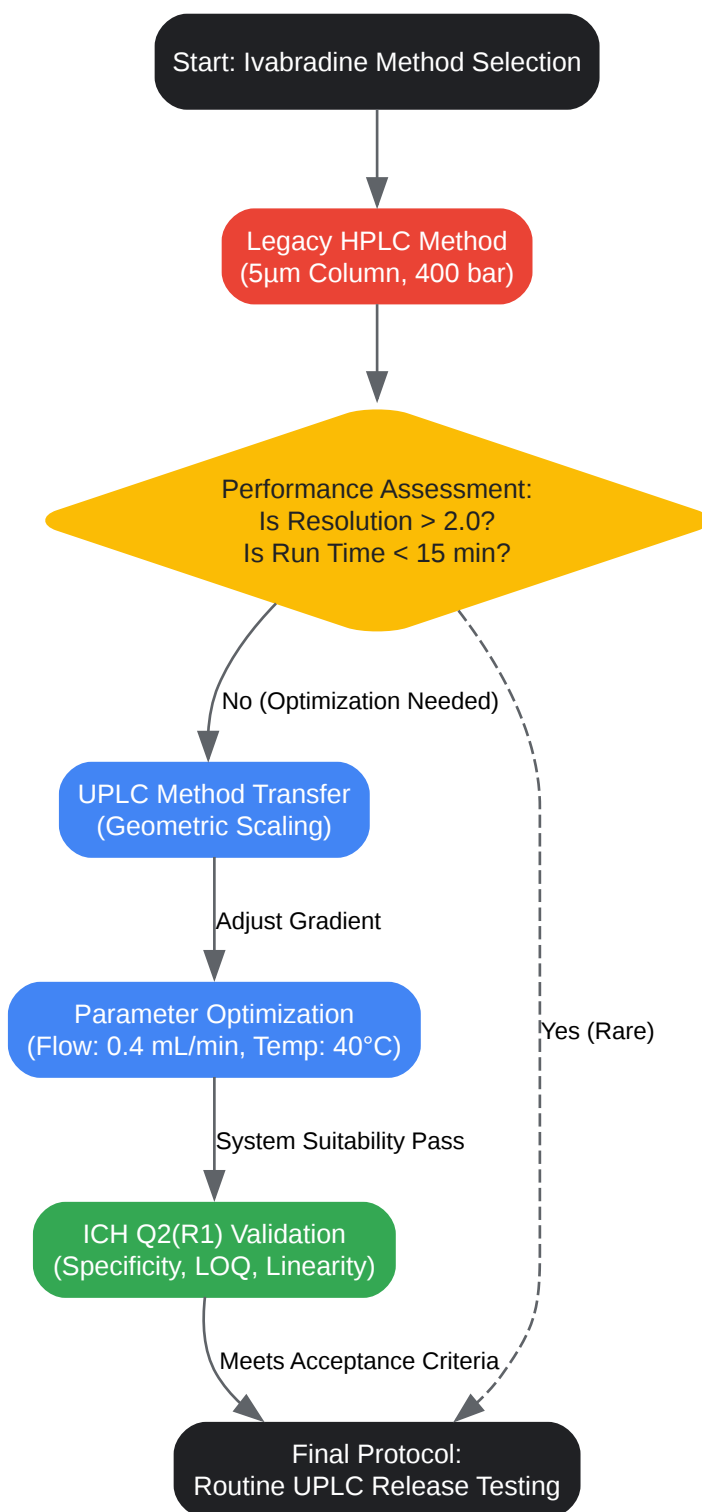 Start: Ivabradine Method Selection
Legacy HPLC Method
(5µm Column, 400 bar)
Performance Assessment:
Is Resolution > 2.0?
Is Run Time < 15 min?
No (Optimization Needed)
UPLC Method Transfer
(Geometric Scaling)
Adjust Gradient
Parameter Optimization
(Flow: 0.4 mL/min, Temp: 40°C)
Yes (Rare)
System Suitability Pass
ICH Q2(R1) Validation
(Specificity, LOQ, Linearity)
Meets Acceptance Criteria
Final Protocol:
Routine UPLC Release Testing